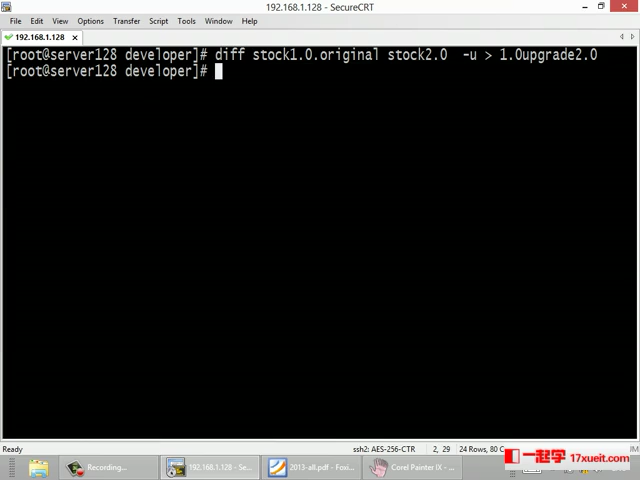 192.168.1.128 - SecureCRT
File Edit View Options Transfer Script Tools Window Help
192.168.1.128
[root@server128 developer]# diff stock1.0.original stock2.0  -u > 1.0upgrade2.0
[root@server128 developer]#
Ready ssh2: AES-256-CTR 2, 29 24 Rows, 80 C
一起学 17xueit.com
Recording... 192.168.1.128 - Se... 2013-all.pdf - Foxi... Corel Painter IX - ...